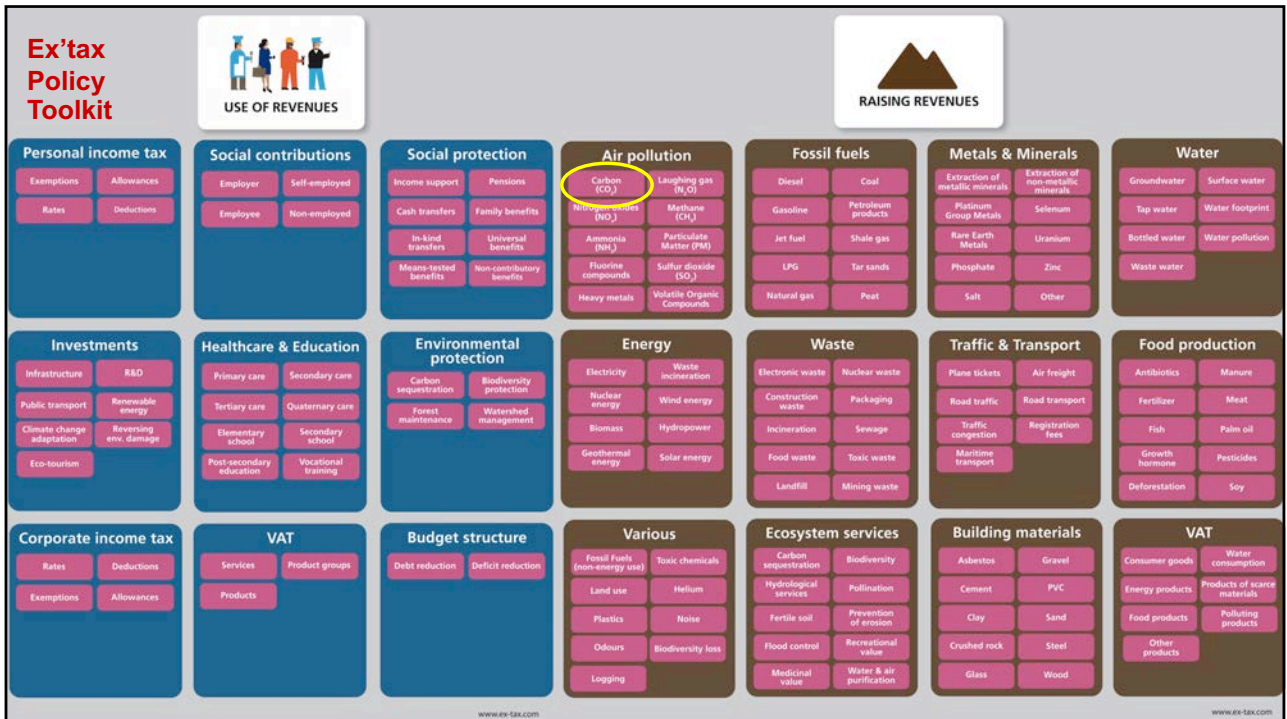 Ex'tax
Policy
Toolkit
USE OF REVENUES
RAISING REVENUES
Personal income tax
Exemptions
Allowances
Rates
Deductions
Social contributions
Employer
Self-employed
Employee
Non-employed
Social protection
Income support
Pensions
Cash transfers
Family benefits
In-kind
transfers
Universal
benefits
Means-tested
benefits
Non-contributory
benefits
Air pollution
Carbon
(CO₂)
Laughing gas
(N₂O)
Nitrogen oxides
(NOₓ)
Methane
(CH₄)
Ammonia
(NH₃)
Particulate
Matter (PM)
Fluorine
compounds
Sulfur dioxide
(SO₂)
Heavy metals
Volatile Organic
Compounds
Fossil fuels
Diesel
Coal
Gasoline
Petroleum
products
Jet fuel
Shale gas
LPG
Tar sands
Natural gas
Peat
Metals & Minerals
Extraction of
metallic minerals
Extraction of
non-metallic
minerals
Platinum
Group Metals
Selenum
Rare Earth
Metals
Uranium
Phosphate
Zinc
Salt
Other
Water
Groundwater
Surface water
Tap water
Water footprint
Bottled water
Water pollution
Waste water
Investments
Infrastructure
R&D
Public transport
Renewable
energy
Climate change
adaptation
Reversing
env. damage
Eco-tourism
Healthcare & Education
Primary care
Secondary care
Tertiary care
Quaternary care
Elementary
school
Secondary
school
Post-secondary
education
Vocational
training
Environmental
protection
Carbon
sequestration
Biodiversity
protection
Forest
maintenance
Watershed
management
Energy
Electricity
Waste
incineration
Nuclear
energy
Wind energy
Biomass
Hydropower
Geothermal
energy
Solar energy
Waste
Electronic waste
Nuclear waste
Construction
waste
Packaging
Incineration
Sewage
Food waste
Toxic waste
Landfill
Mining waste
Traffic & Transport
Plane tickets
Air freight
Road traffic
Road transport
Traffic
congestion
Registration
fees
Maritime
transport
Food production
Antibiotics
Manure
Fertilizer
Meat
Fish
Palm oil
Growth
hormone
Pesticides
Deforestation
Soy
Corporate income tax
Rates
Deductions
Exemptions
Allowances
VAT
Services
Product groups
Products
Budget structure
Debt reduction
Deficit reduction
Various
Fossil Fuels
(non-energy use)
Toxic chemicals
Land use
Helium
Plastics
Noise
Odours
Biodiversity loss
Logging
Ecosystem services
Carbon
sequestration
Biodiversity
Hydrological
services
Pollination
Fertile soil
Prevention
of erosion
Flood control
Recreational
value
Medicinal
value
Water & air
purification
Building materials
Asbestos
Gravel
Cement
PVC
Clay
Sand
Crushed rock
Steel
Glass
Wood
VAT
Consumer goods
Water
consumption
Energy products
Products of scarce
materials
Food products
Polluting
products
Other
products
www.ex-tax.com
www.ex-tax.com